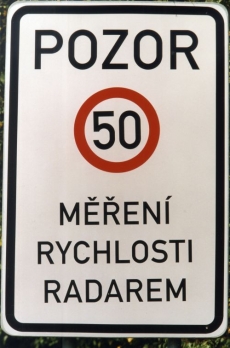 POZOR
50
MĚŘENÍ
RYCHLOSTI
RADAREM